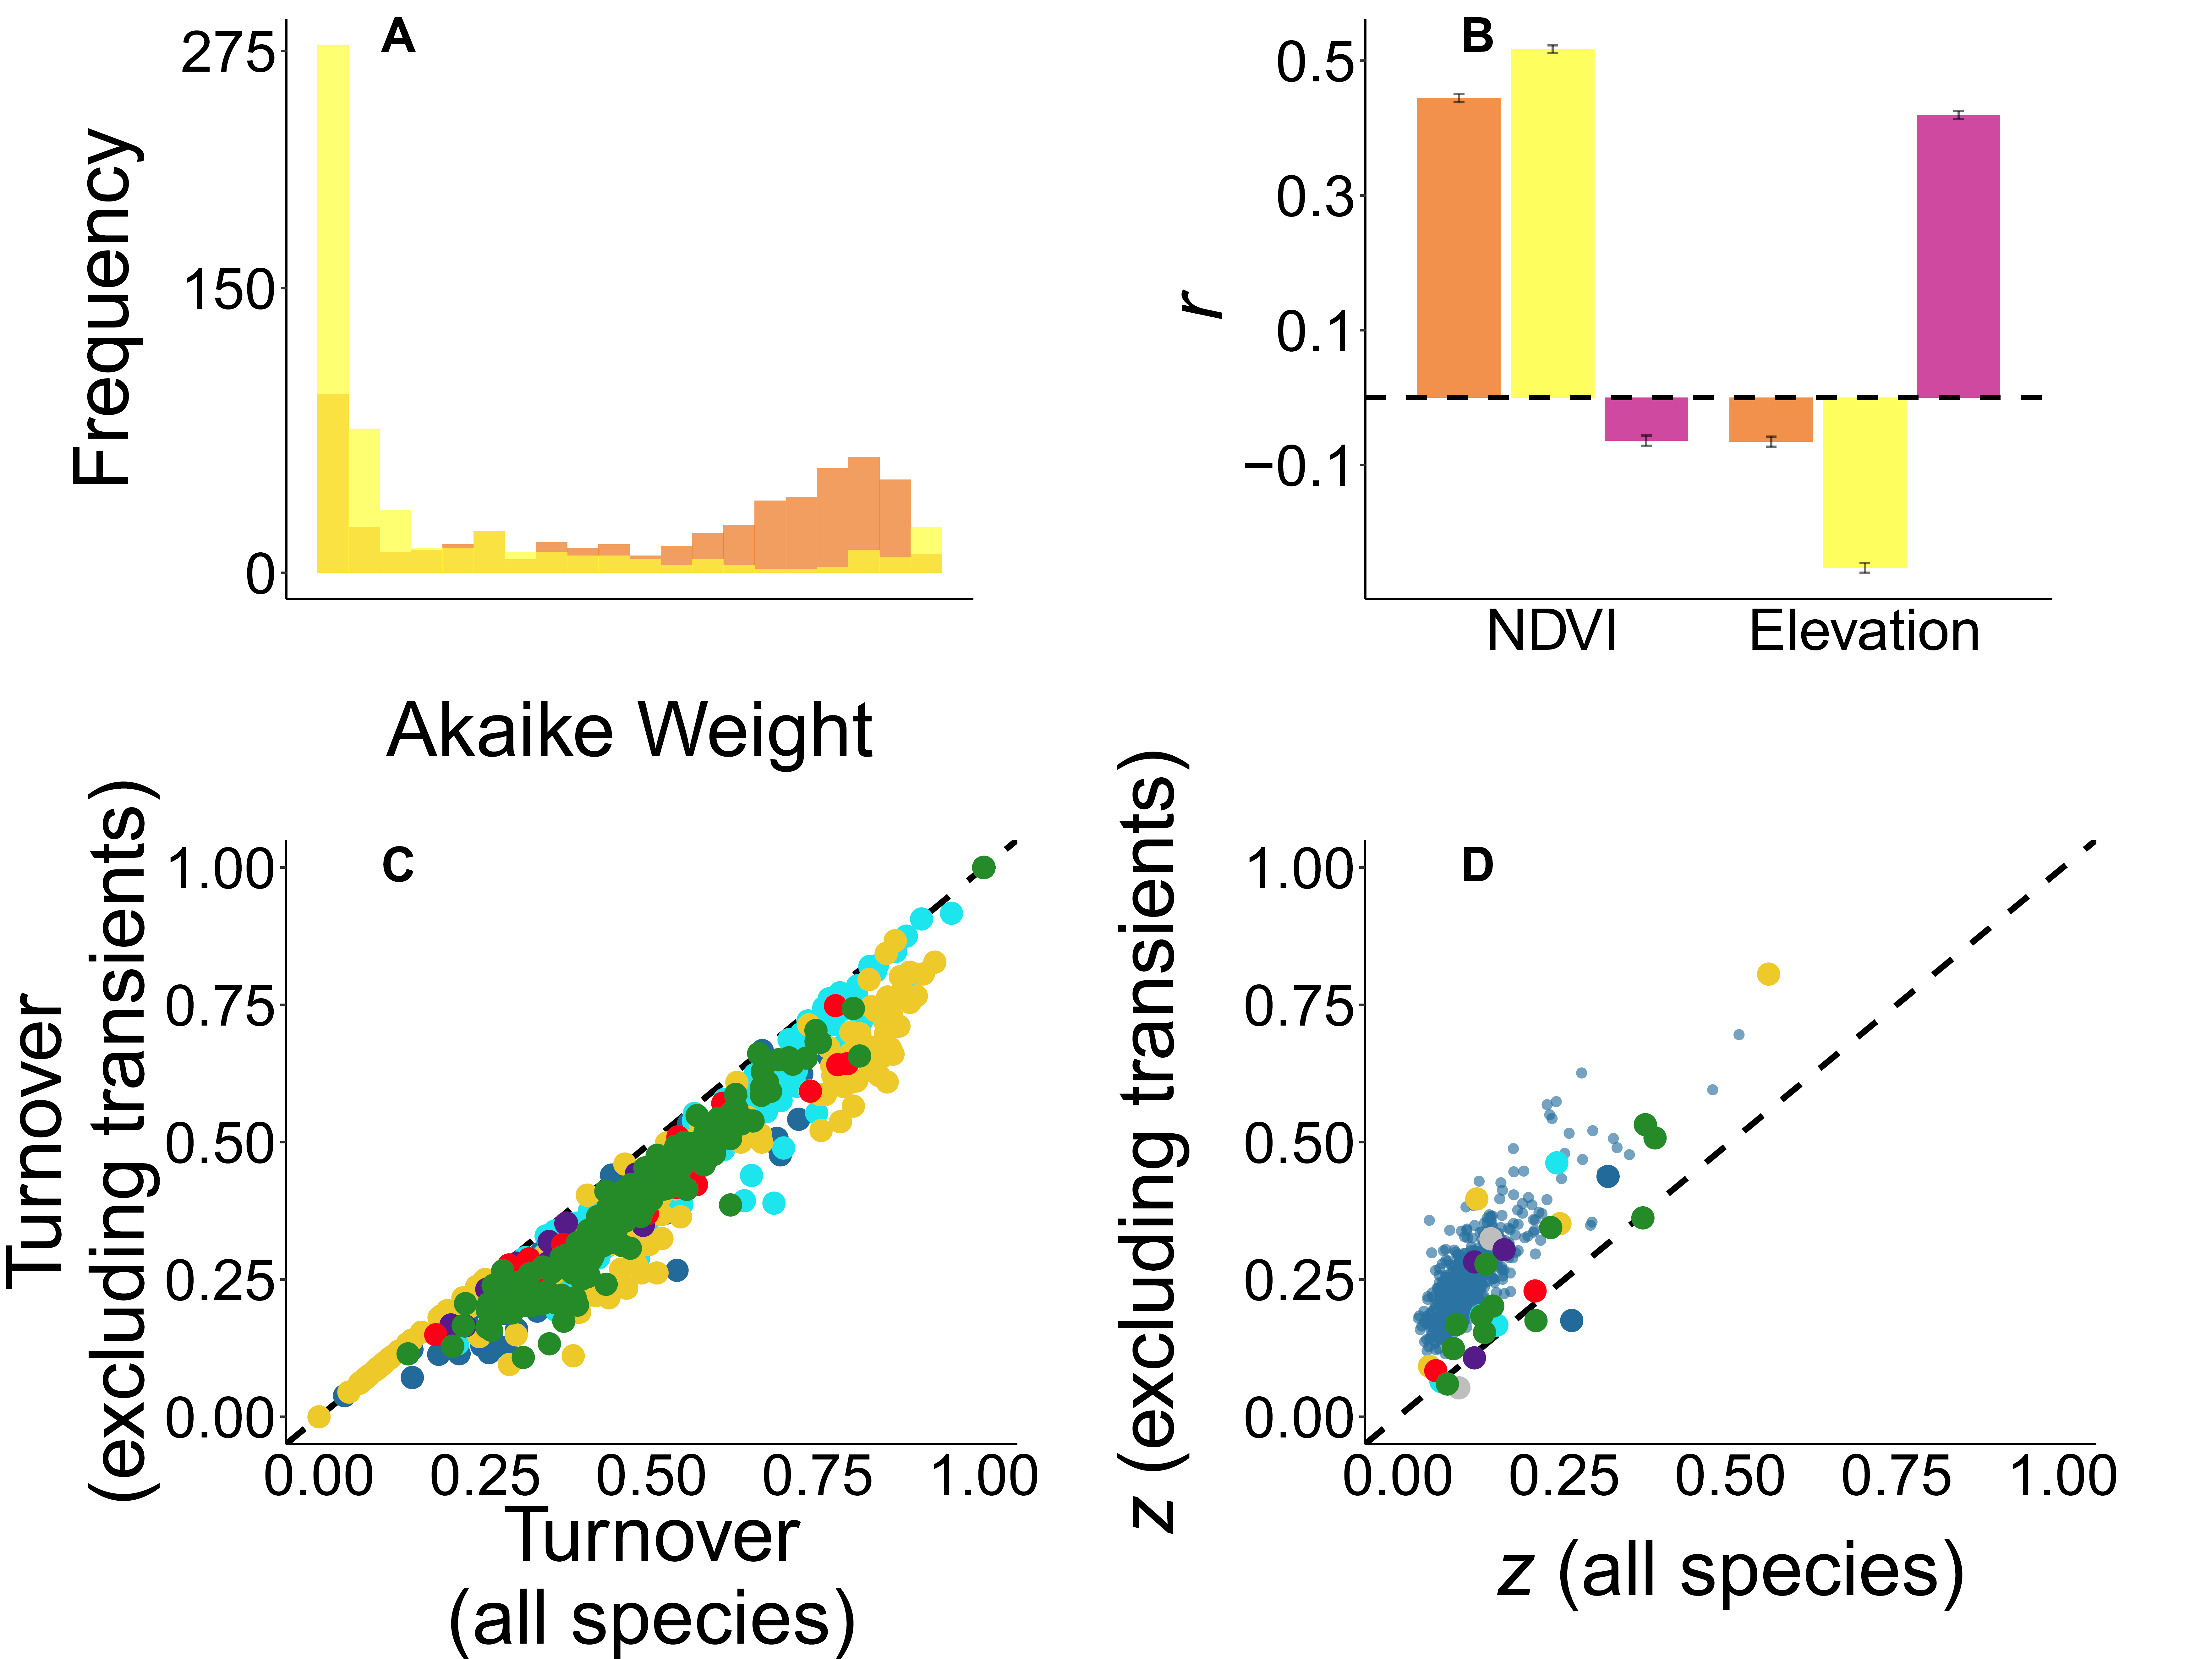 A
275
150
0
Frequency
Akaike Weight
B
0.5
0.3
0.1
−0.1
r
NDVI Elevation
C
1.00
0.75
0.50
0.25
0.00
Turnover
(excluding transients)
0.00 0.25 0.50 0.75 1.00
Turnover
(all species)
D
1.00
0.75
0.50
0.25
0.00
z (excluding transients)
0.00 0.25 0.50 0.75 1.00
z (all species)